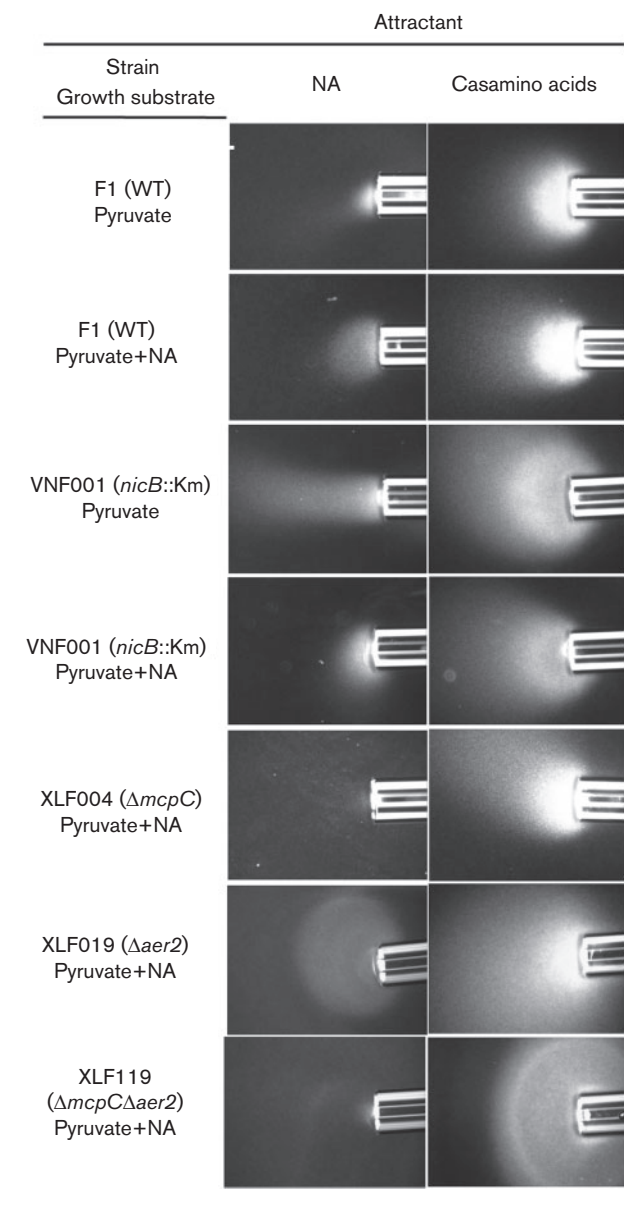 Attractant
Strain
Growth substrate
NA
Casamino acids
F1 (WT)
Pyruvate
F1 (WT)
Pyruvate+NA
VNF001 (nicB::Km)
Pyruvate
VNF001 (nicB::Km)
Pyruvate+NA
XLF004 (ΔmcpC)
Pyruvate+NA
XLF019 (Δaer2)
Pyruvate+NA
XLF119
(ΔmcpCΔaer2)
Pyruvate+NA